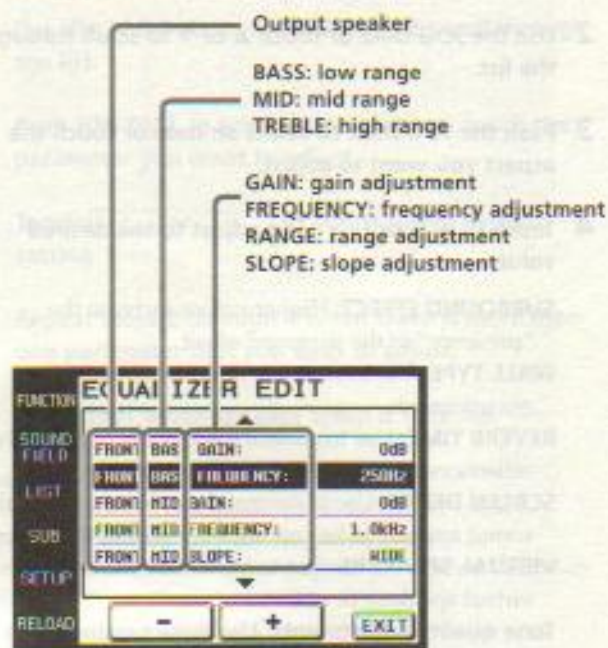 Output speaker
BASS: low range
MID: mid range
TREBLE: high range
GAIN: gain adjustment
FREQUENCY: frequency adjustment
RANGE: range adjustment
SLOPE: slope adjustment
EQUALIZER EDIT
FUNCTION
SOUND FIELD
LIST
SUB
SETUP
RELOAD
FRONT BAS GAIN: 0dB
FRONT BAS FREQUENCY: 250Hz
FRONT MID GAIN: 0dB
FRONT MID FREQUENCY: 1.0kHz
FRONT MID SLOPE: WIDE
- + EXIT